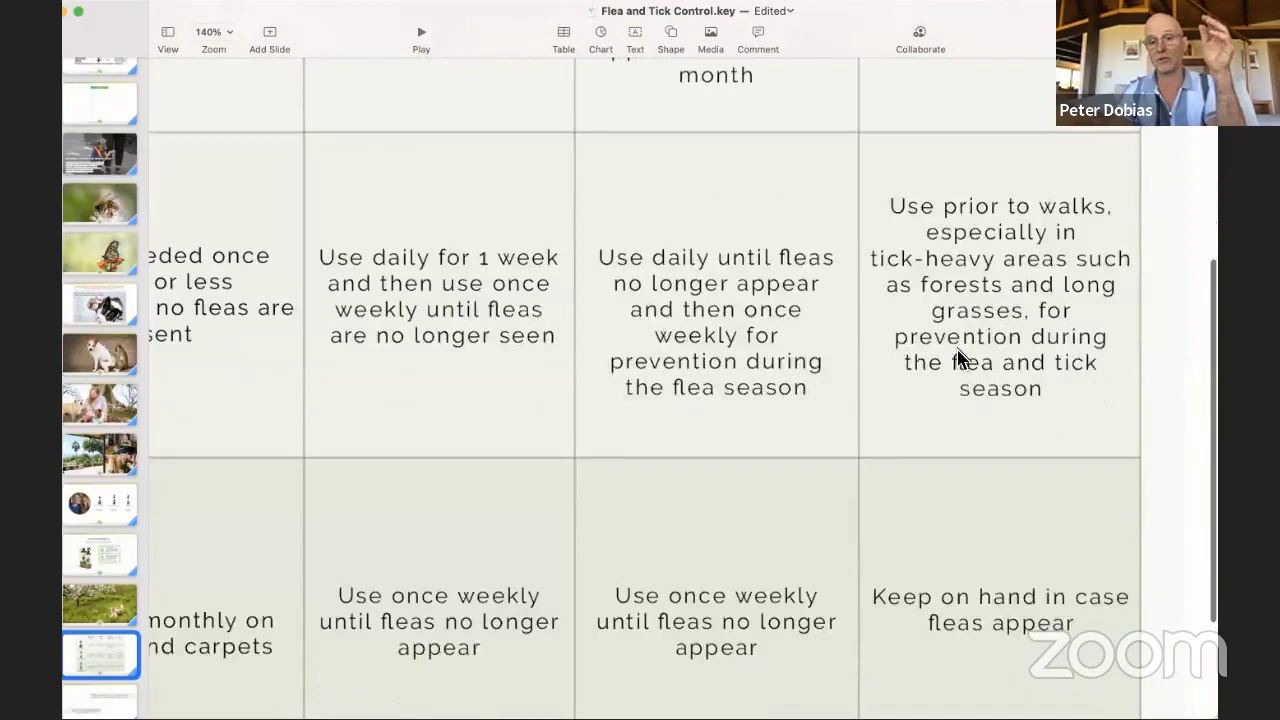 Flea and Tick Control.key — Edited
140%
View
Zoom
Add Slide
Play
Table
Chart
Text
Shape
Media
Comment
Collaborate
Peter Dobias
month
eded once
or less
no fleas are
sent
Use daily for 1 week
and then use once
weekly until fleas
are no longer seen
Use daily until fleas
no longer appear
and then once
weekly for
prevention during
the flea season
Use prior to walks,
especially in
tick-heavy areas such
as forests and long
grasses, for
prevention during
the flea and tick
season
monthly on
nd carpets
Use once weekly
until fleas no longer
appear
Use once weekly
until fleas no longer
appear
Keep on hand in case
fleas appear
zoom